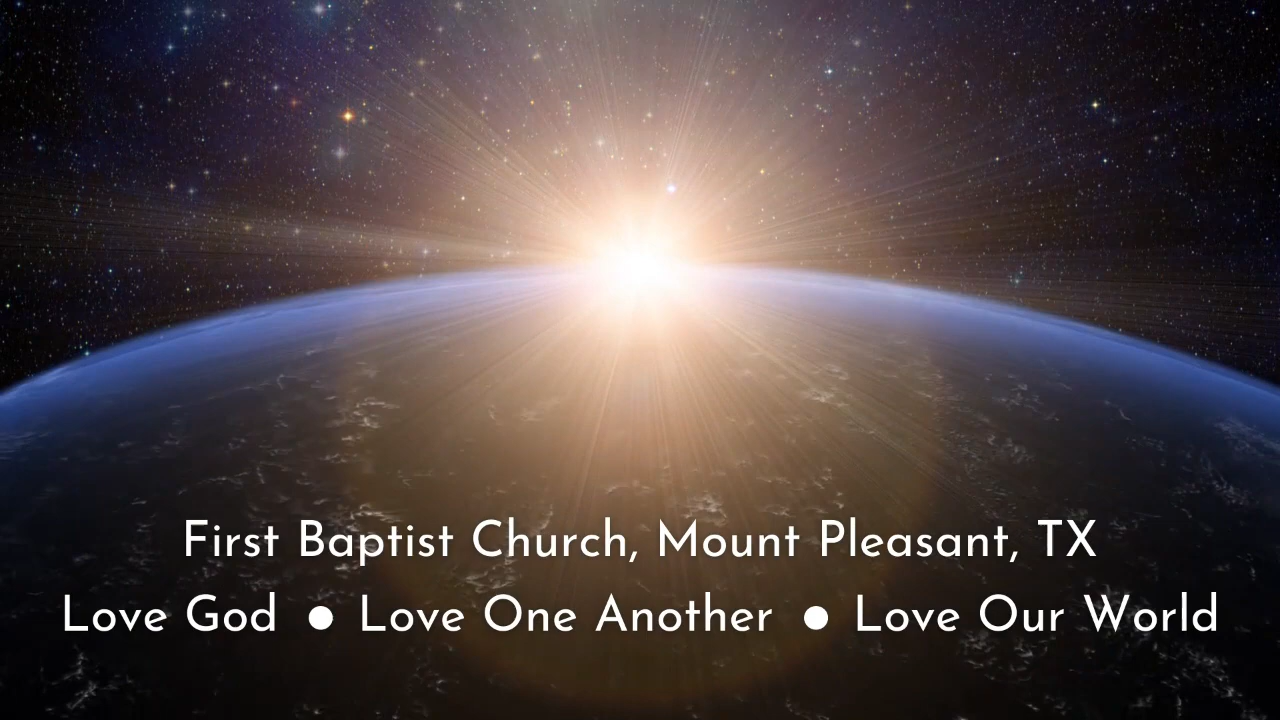 First Baptist Church, Mount Pleasant, TX
Love God ● Love One Another ● Love Our World